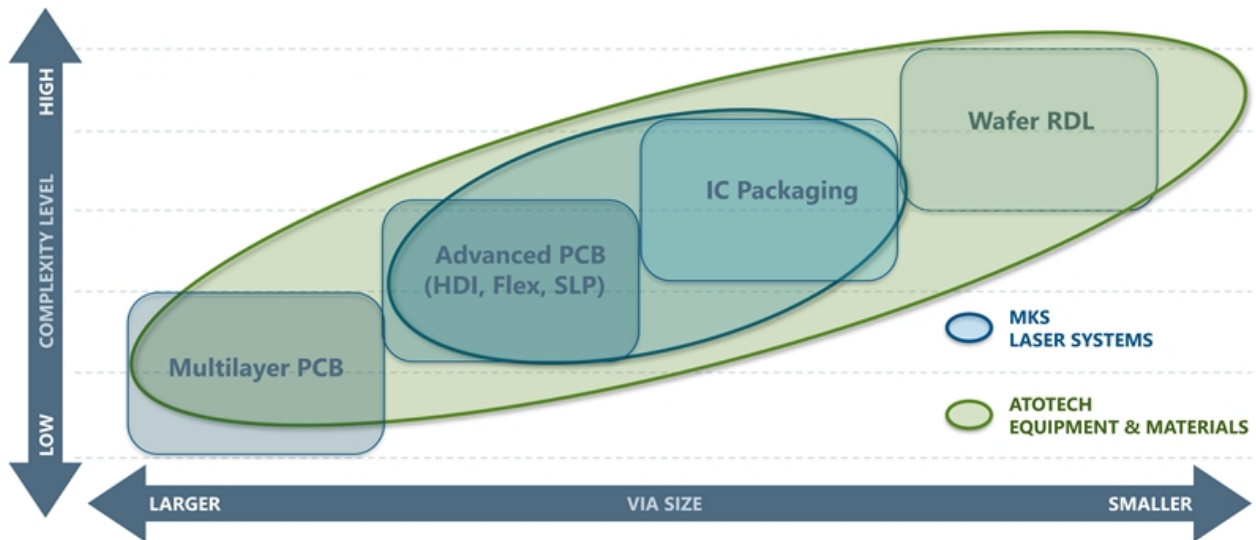 HIGH
COMPLEXITY LEVEL
LOW
Wafer RDL
IC Packaging
Advanced PCB
(HDI, Flex, SLP)
Multilayer PCB
MKS
LASER SYSTEMS
ATOTECH
EQUIPMENT & MATERIALS
LARGER
VIA SIZE
SMALLER